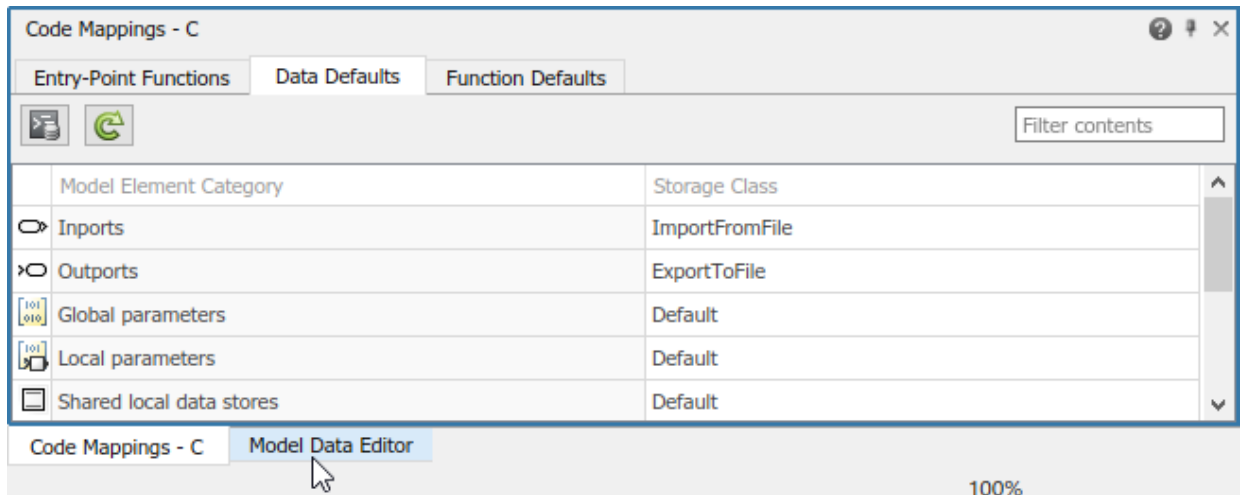 Code Mappings - C
Entry-Point Functions Data Defaults Function Defaults
Filter contents
Model Element Category Storage Class
Inports ImportFromFile
Outports ExportToFile
Global parameters Default
Local parameters Default
Shared local data stores Default
Code Mappings - C Model Data Editor
100%